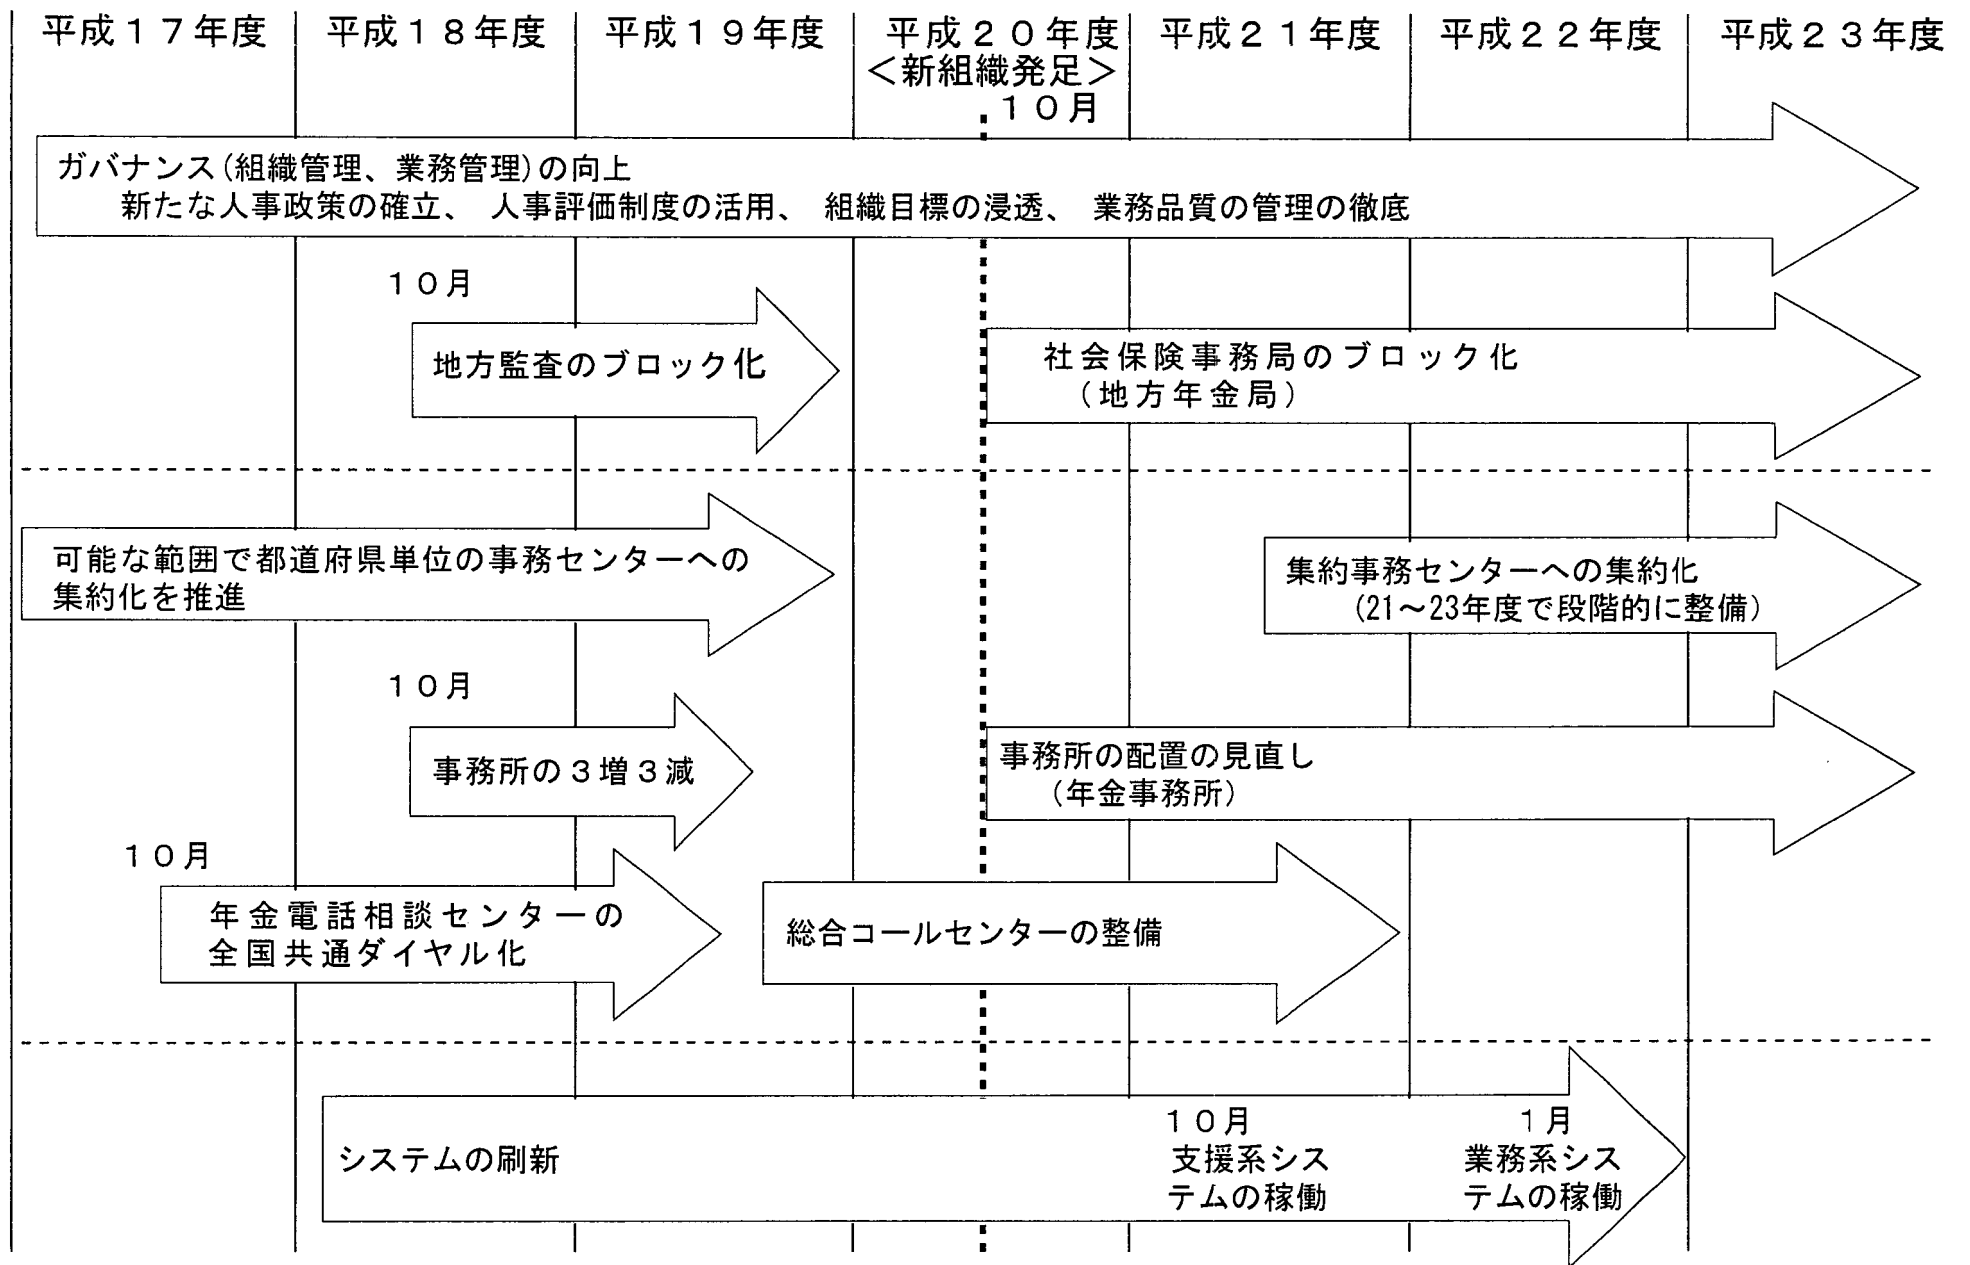 平成１７年度
平成１８年度
平成１９年度
平成２０年度
＜新組織発足＞
１０月
平成２１年度
平成２２年度
平成２３年度
ガバナンス(組織管理、業務管理)の向上
新たな人事政策の確立、 人事評価制度の活用、 組織目標の浸透、 業務品質の管理の徹底
１０月
地方監査のブロック化
社会保険事務局のブロック化
（地方年金局）
可能な範囲で都道府県単位の事務センターへの
集約化を推進
集約事務センターへの集約化
（21～23年度で段階的に整備）
１０月
事務所の３増３減
事務所の配置の見直し
（年金事務所）
１０月
年金電話相談センターの
全国共通ダイヤル化
総合コールセンターの整備
システムの刷新
１０月
支援系シス
テムの稼働
１月
業務系シス
テムの稼働